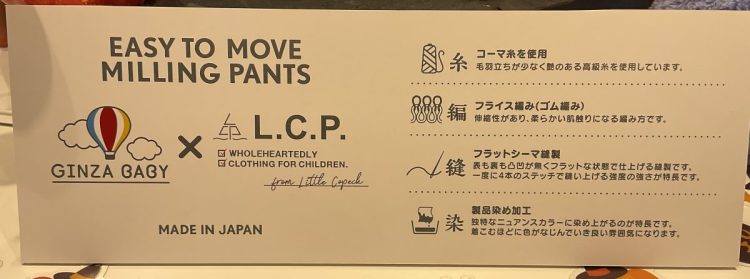 EASY TO MOVE
MILLING PANTS
GINZA BABY
×
L.C.P.
WHOLEHEARTEDLY
CLOTHING FOR CHILDREN.
from Little Copeck
MADE IN JAPAN
糸
コーマ糸を使用
毛羽立ちが少なく艶のある高級糸を使用しています。
編
フライス編み(ゴム編み)
伸縮性があり、柔らかい肌触りになる編み方です。
縫
フラットシーマ縫製
表も裏も凸凹が無くフラットな状態で仕上げる縫製です。
一度に4本のステッチで縫い上げる強度の強さが特長です。
染
製品染め加工
独特なニュアンスカラーに染め上がるのが特長です。
着こむほどに色がなじんでいき良い雰囲気になります。